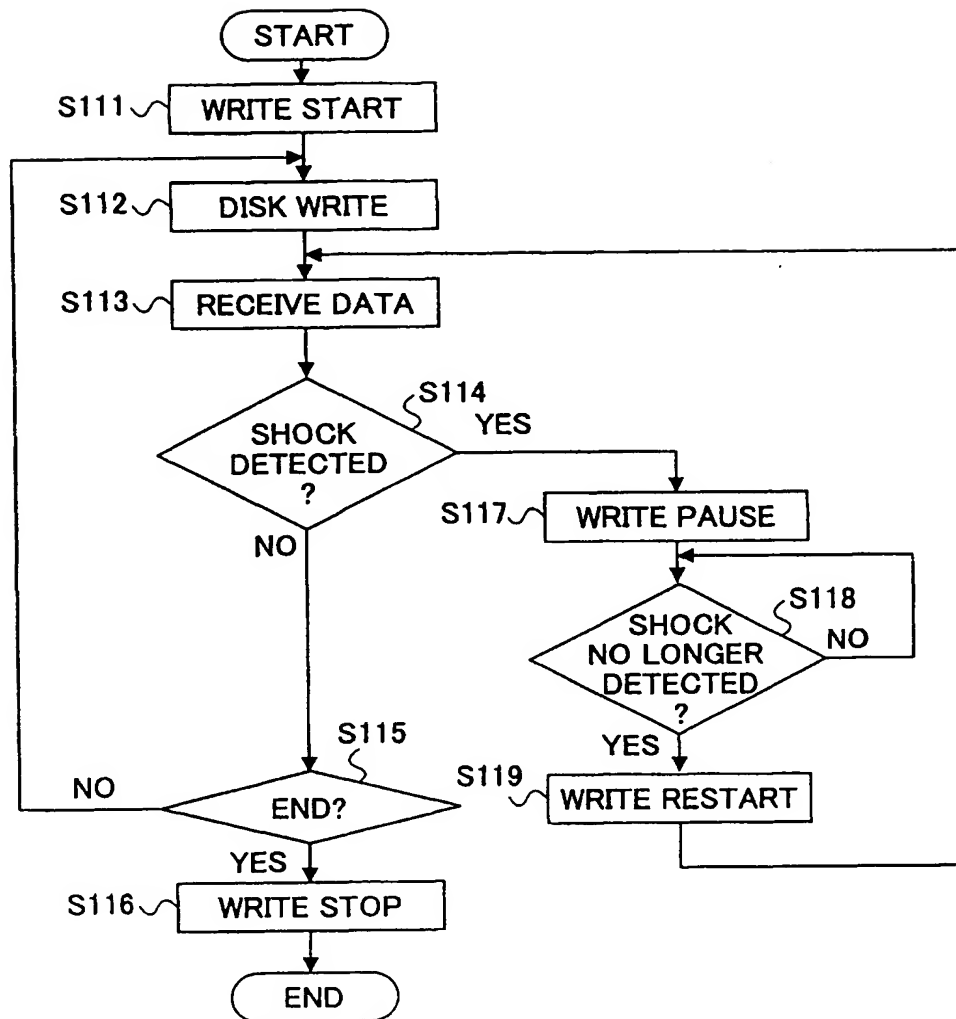 START
S111
WRITE START
S112
DISK WRITE
S113
RECEIVE DATA
S114
SHOCK
DETECTED
?
YES
NO
S117
WRITE PAUSE
S118
SHOCK
NO LONGER
DETECTED
?
NO
YES
S115
END?
NO
YES
S119
WRITE RESTART
S116
WRITE STOP
END